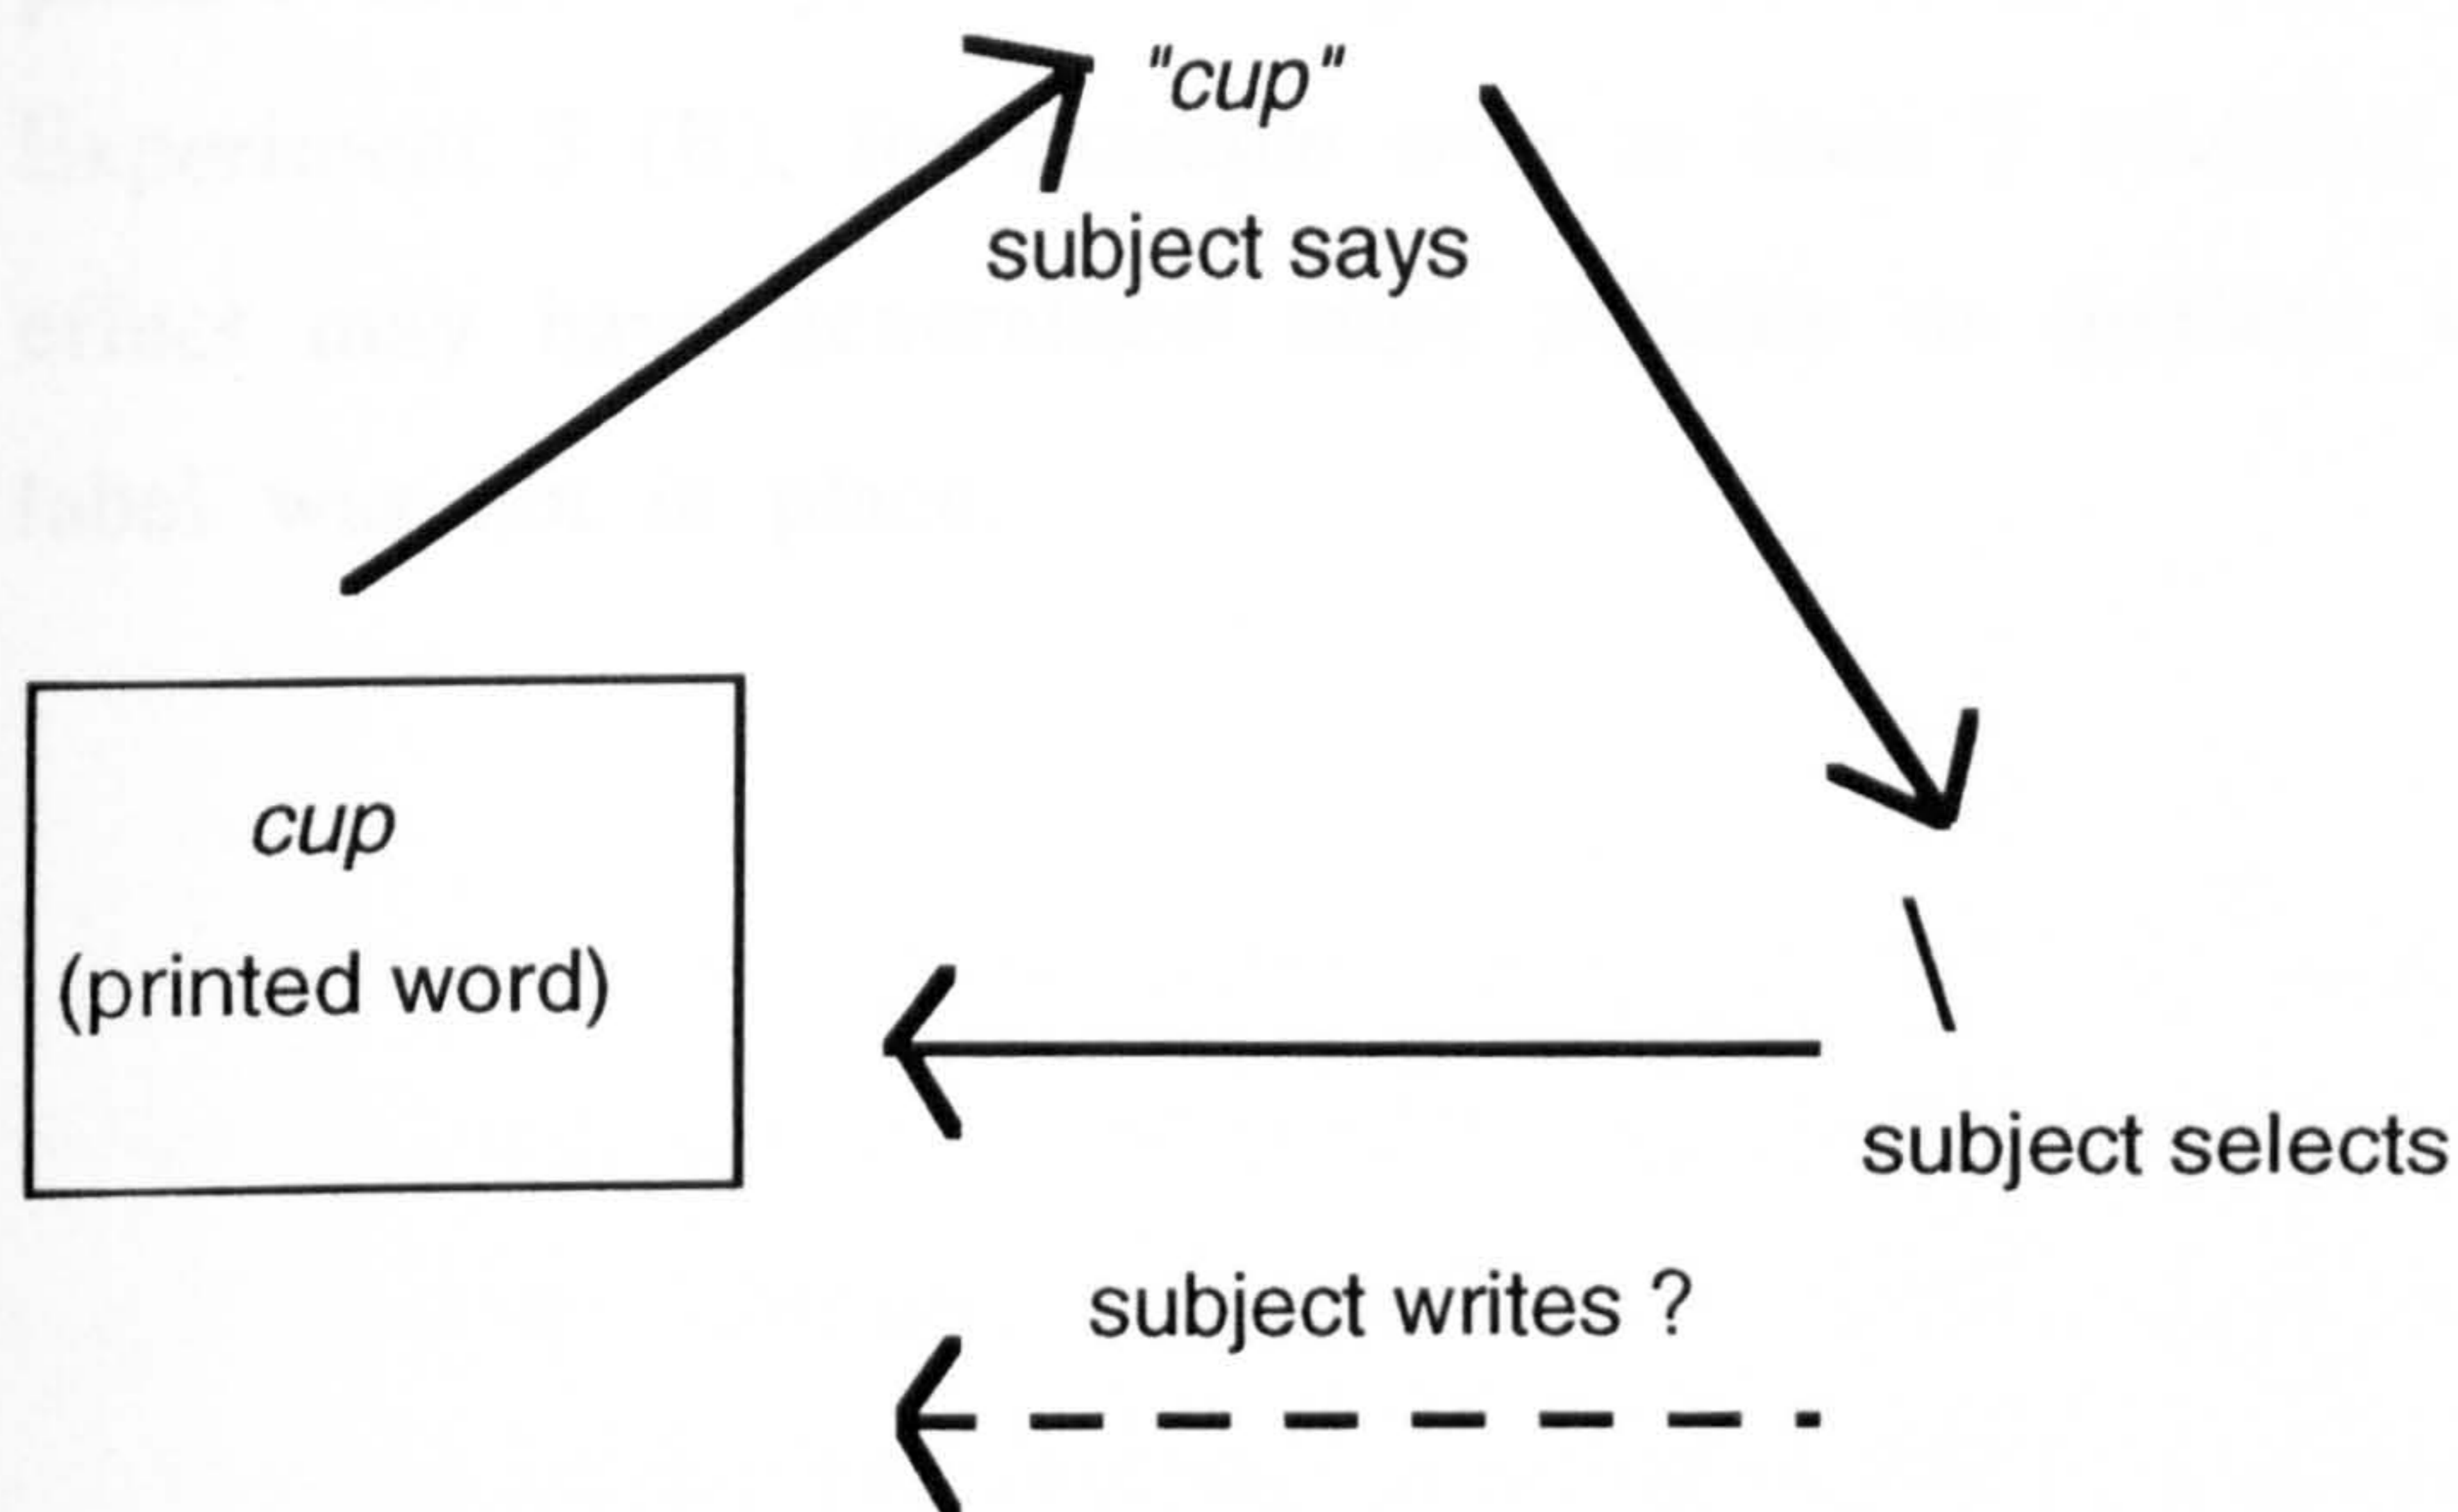 "cup"
subject says
cup
(printed word)
subject selects
subject writes ?